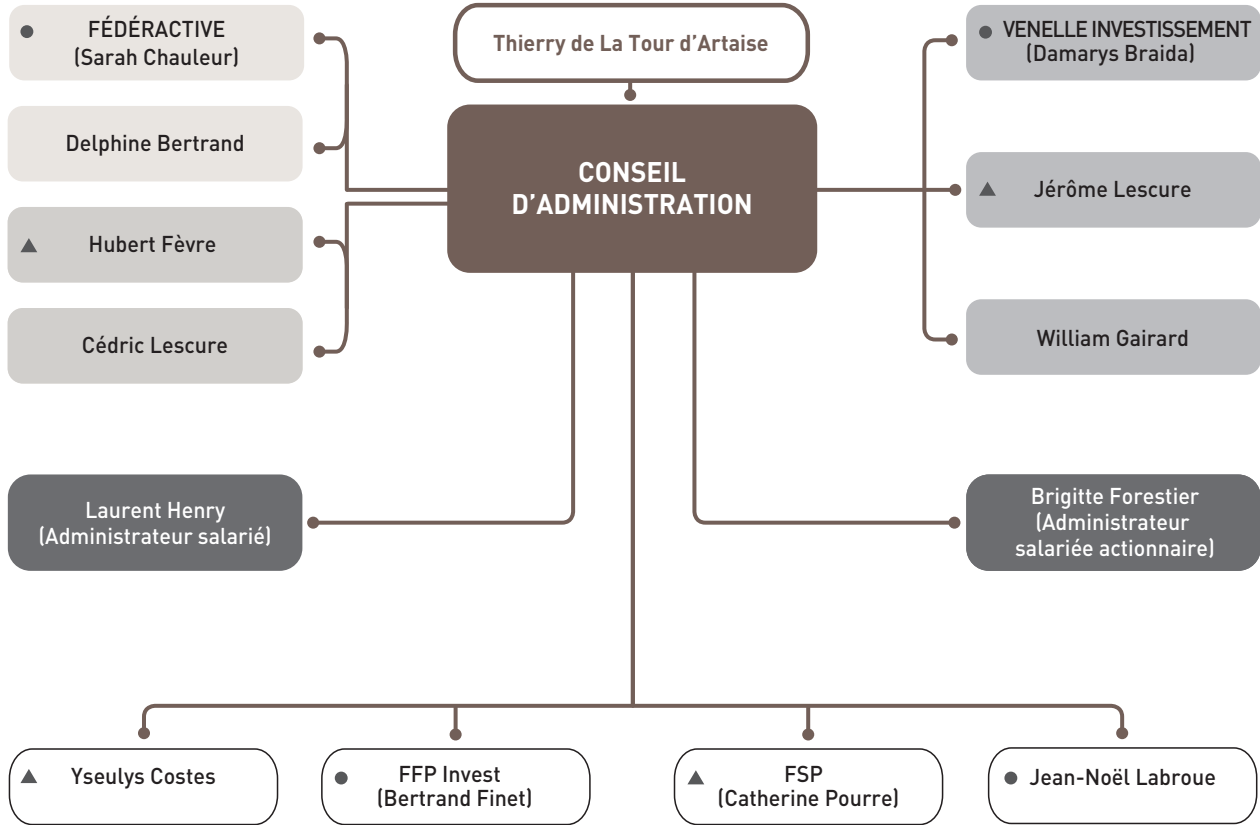 FÉDÉRACTIVE
(Sarah Chauleur)
Thierry de La Tour d'Artaise
VENELLE INVESTISSEMENT
(Damarys Braida)
Delphine Bertrand
CONSEIL
D'ADMINISTRATION
Jérôme Lescure
Hubert Fèvre
Cédric Lescure
William Gairard
Laurent Henry
(Administrateur salarié)
Brigitte Forestier
(Administrateur
salariée actionnaire)
Yseulys Costes
FFP Invest
(Bertrand Finet)
FSP
(Catherine Pourre)
Jean-Noël Labroue